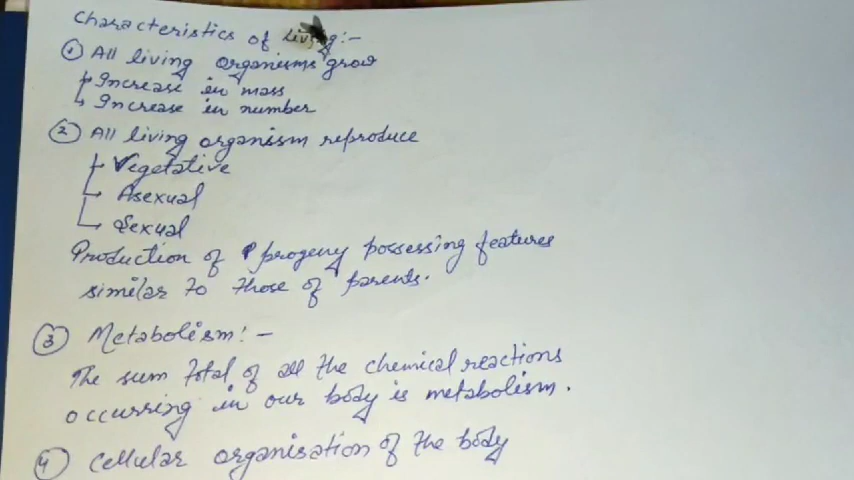 Characteristics of living:-
① All living organisms grow
Increase in mass
Increase in number
② All living organism reproduce
Vegetative
Asexual
Sexual
Production of progeny possessing features
similar to those of parents.
③ Metabolism:-
The sum total of all the chemical reactions
occurring in our body is metabolism.
④ Cellular organisation of the body